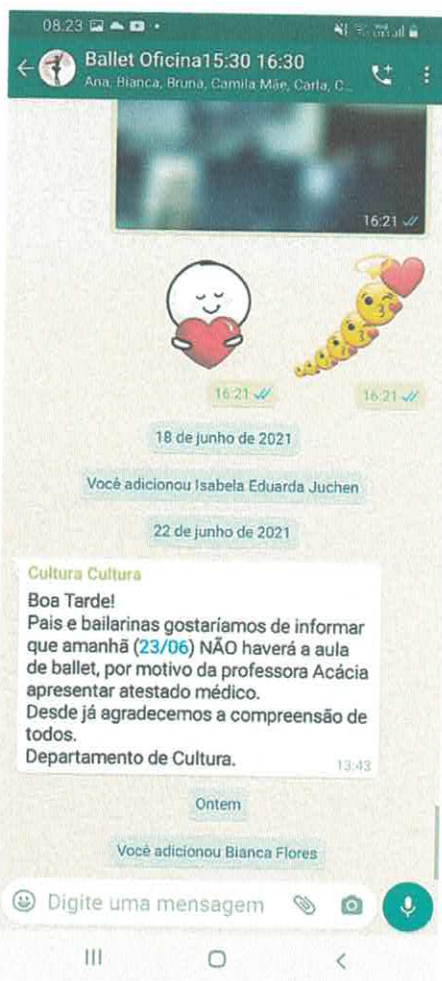 08:23
Ballet Oficina15:30 16:30
Ana, Bianca, Bruna, Camila Mãe, Carla, C...
16:21
16:21
16:21
18 de junho de 2021
Você adicionou Isabela Eduarda Juchen
22 de junho de 2021
Cultura Cultura
Boa Tarde!
Pais e bailarinas gostaríamos de informar
que amanhã (23/06) NÃO haverá a aula
de ballet, por motivo da professora Acácia
apresentar atestado médico.
Desde já agradecemos a compreensão de
todos.
Departamento de Cultura.
13:43
Ontem
Você adicionou Bianca Flores
Digite uma mensagem